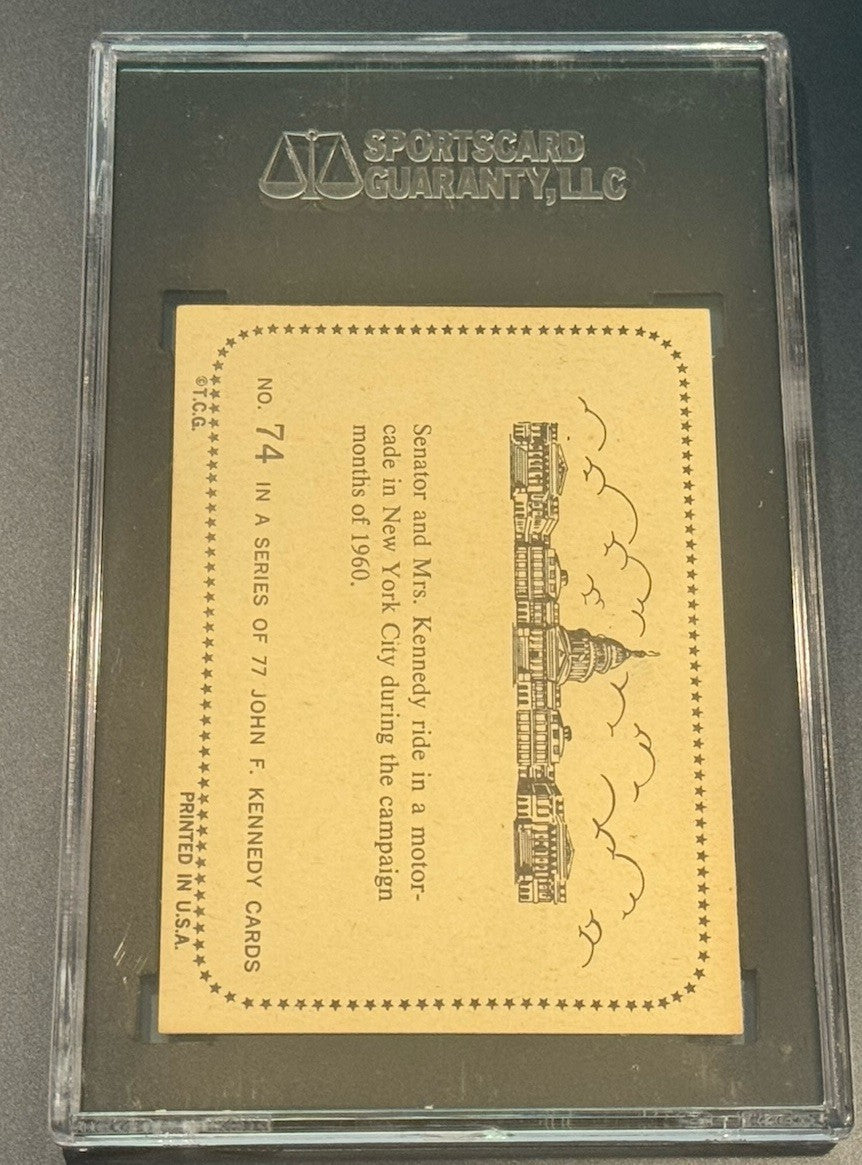 SPORTSCARD
GUARANTY, LLC
Senator and Mrs. Kennedy ride in a motor-
cade in New York City during the campaign
months of 1960.
NO. 74 IN A SERIES OF 77 JOHN F. KENNEDY CARDS
©T.C.G.
PRINTED IN U.S.A.